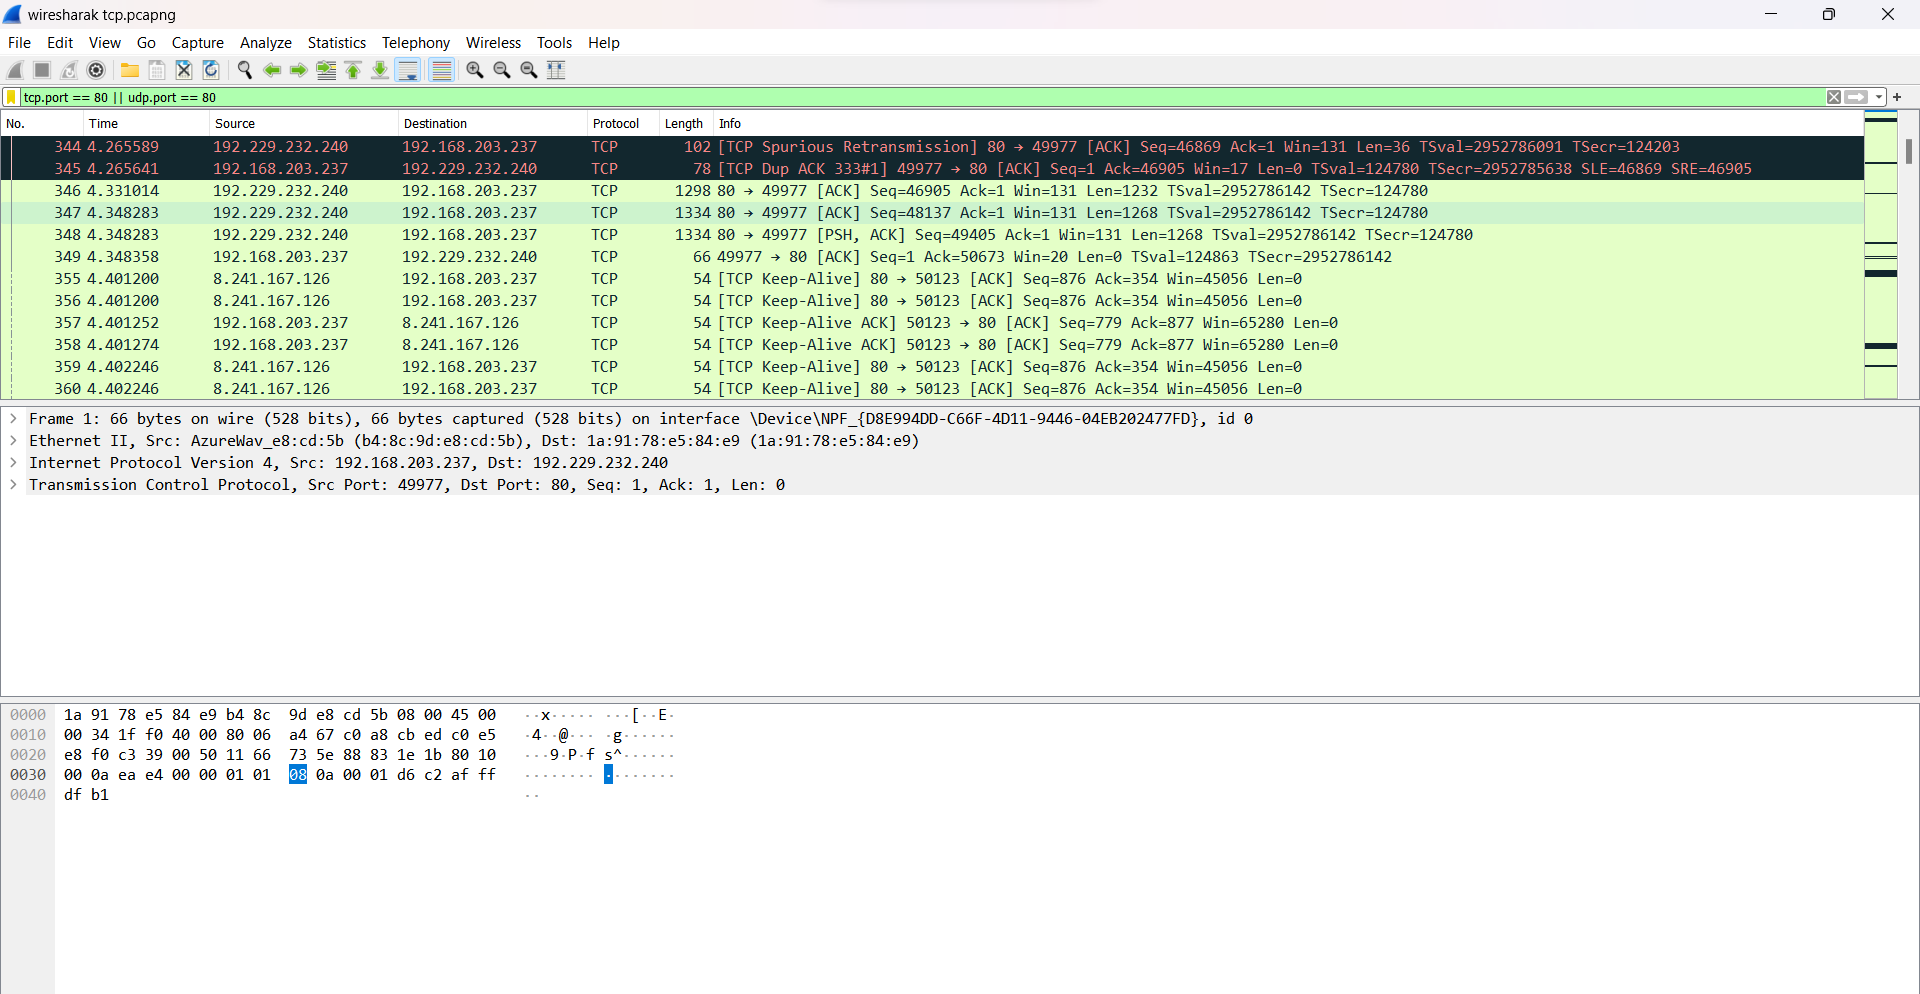 wiresharak tcp.pcapng
File Edit View Go Capture Analyze Statistics Telephony Wireless Tools Help
tcp.port == 80 || udp.port == 80
No. Time Source Destination Protocol Length Info
344 4.265589 192.229.232.240 192.168.203.237 TCP 102 [TCP Spurious Retransmission] 80 → 49977 [ACK] Seq=46869 Ack=1 Win=131 Len=36 TSval=2952786091 TSecr=124203
345 4.265641 192.168.203.237 192.229.232.240 TCP 78 [TCP Dup ACK 333#1] 49977 → 80 [ACK] Seq=1 Ack=46905 Win=17 Len=0 TSval=124780 TSecr=2952785638 SLE=46869 SRE=46905
346 4.331014 192.229.232.240 192.168.203.237 TCP 1298 80 → 49977 [ACK] Seq=46905 Ack=1 Win=131 Len=1232 TSval=2952786142 TSecr=124780
347 4.348283 192.229.232.240 192.168.203.237 TCP 1334 80 → 49977 [ACK] Seq=48137 Ack=1 Win=131 Len=1268 TSval=2952786142 TSecr=124780
348 4.348283 192.229.232.240 192.168.203.237 TCP 1334 80 → 49977 [PSH, ACK] Seq=49405 Ack=1 Win=131 Len=1268 TSval=2952786142 TSecr=124780
349 4.348358 192.168.203.237 192.229.232.240 TCP 66 49977 → 80 [ACK] Seq=1 Ack=50673 Win=20 Len=0 TSval=124863 TSecr=2952786142
355 4.401200 8.241.167.126 192.168.203.237 TCP 54 [TCP Keep-Alive] 80 → 50123 [ACK] Seq=876 Ack=354 Win=45056 Len=0
356 4.401200 8.241.167.126 192.168.203.237 TCP 54 [TCP Keep-Alive] 80 → 50123 [ACK] Seq=876 Ack=354 Win=45056 Len=0
357 4.401252 192.168.203.237 8.241.167.126 TCP 54 [TCP Keep-Alive ACK] 50123 → 80 [ACK] Seq=779 Ack=877 Win=65280 Len=0
358 4.401274 192.168.203.237 8.241.167.126 TCP 54 [TCP Keep-Alive ACK] 50123 → 80 [ACK] Seq=779 Ack=877 Win=65280 Len=0
359 4.402246 8.241.167.126 192.168.203.237 TCP 54 [TCP Keep-Alive] 80 → 50123 [ACK] Seq=876 Ack=354 Win=45056 Len=0
360 4.402246 8.241.167.126 192.168.203.237 TCP 54 [TCP Keep-Alive] 80 → 50123 [ACK] Seq=876 Ack=354 Win=45056 Len=0
Frame 1: 66 bytes on wire (528 bits), 66 bytes captured (528 bits) on interface \Device\NPF_{D8E994DD-C66F-4D11-9446-04EB202477FD}, id 0
Ethernet II, Src: AzureWav_e8:cd:5b (b4:8c:9d:e8:cd:5b), Dst: 1a:91:78:e5:84:e9 (1a:91:78:e5:84:e9)
Internet Protocol Version 4, Src: 192.168.203.237, Dst: 192.229.232.240
Transmission Control Protocol, Src Port: 49977, Dst Port: 80, Seq: 1, Ack: 1, Len: 0
0000 1a 91 78 e5 84 e9 b4 8c 9d e8 cd 5b 08 00 45 00 ··x····· ···[··E·
0010 00 34 1f f0 40 00 80 06 a4 67 c0 a8 cb ed c0 e5 ·4··@··· ·g······
0020 e8 f0 c3 39 00 50 11 66 73 5e 88 83 1e 1b 80 10 ···9·P·f s^······
0030 00 0a ea e4 00 00 01 01 08 0a 00 01 d6 c2 af ff ········ ········
0040 df b1 ··